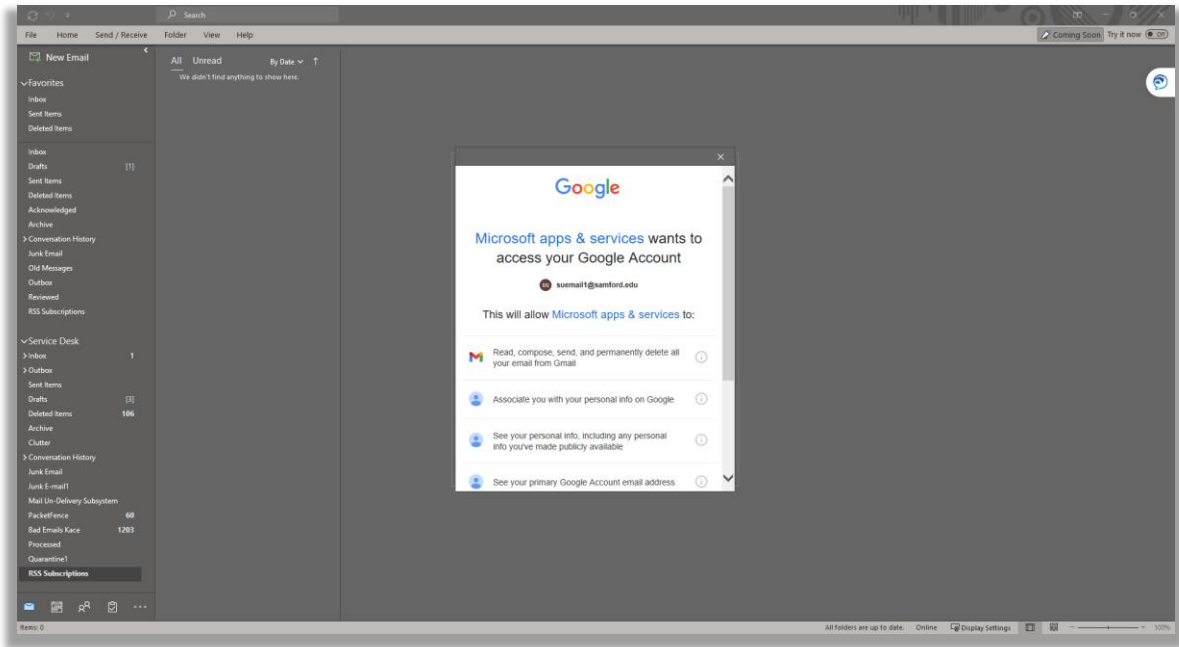 Search
File Home Send / Receive Folder View Help
Coming Soon Try it now Off
New Email
All Unread By Date
We didn't find anything to show here.
Favorites
Inbox
Sent Items
Deleted Items
Inbox
Drafts [1]
Sent Items
Deleted Items
Acknowledged
Archive
Conversation History
Junk Email
Old Messages
Outbox
Reviewed
RSS Subscriptions
Service Desk
Inbox 1
Outbox
Sent Items
Drafts [3]
Deleted Items 106
Archive
Clutter
Conversation History
Junk Email
Junk E-mail1
Mail Un-Delivery Subsystem
PacketFence 60
Bad Emails Kace 1203
Processed
Quarantine1
RSS Subscriptions
Google
Microsoft apps & services wants to
access your Google Account
suemail1@samford.edu
This will allow Microsoft apps & services to:
Read, compose, send, and permanently delete all
your email from Gmail
Associate you with your personal info on Google
See your personal info, including any personal
info you've made publicly available
See your primary Google Account email address
Items: 0 All folders are up to date. Online Display Settings 100%